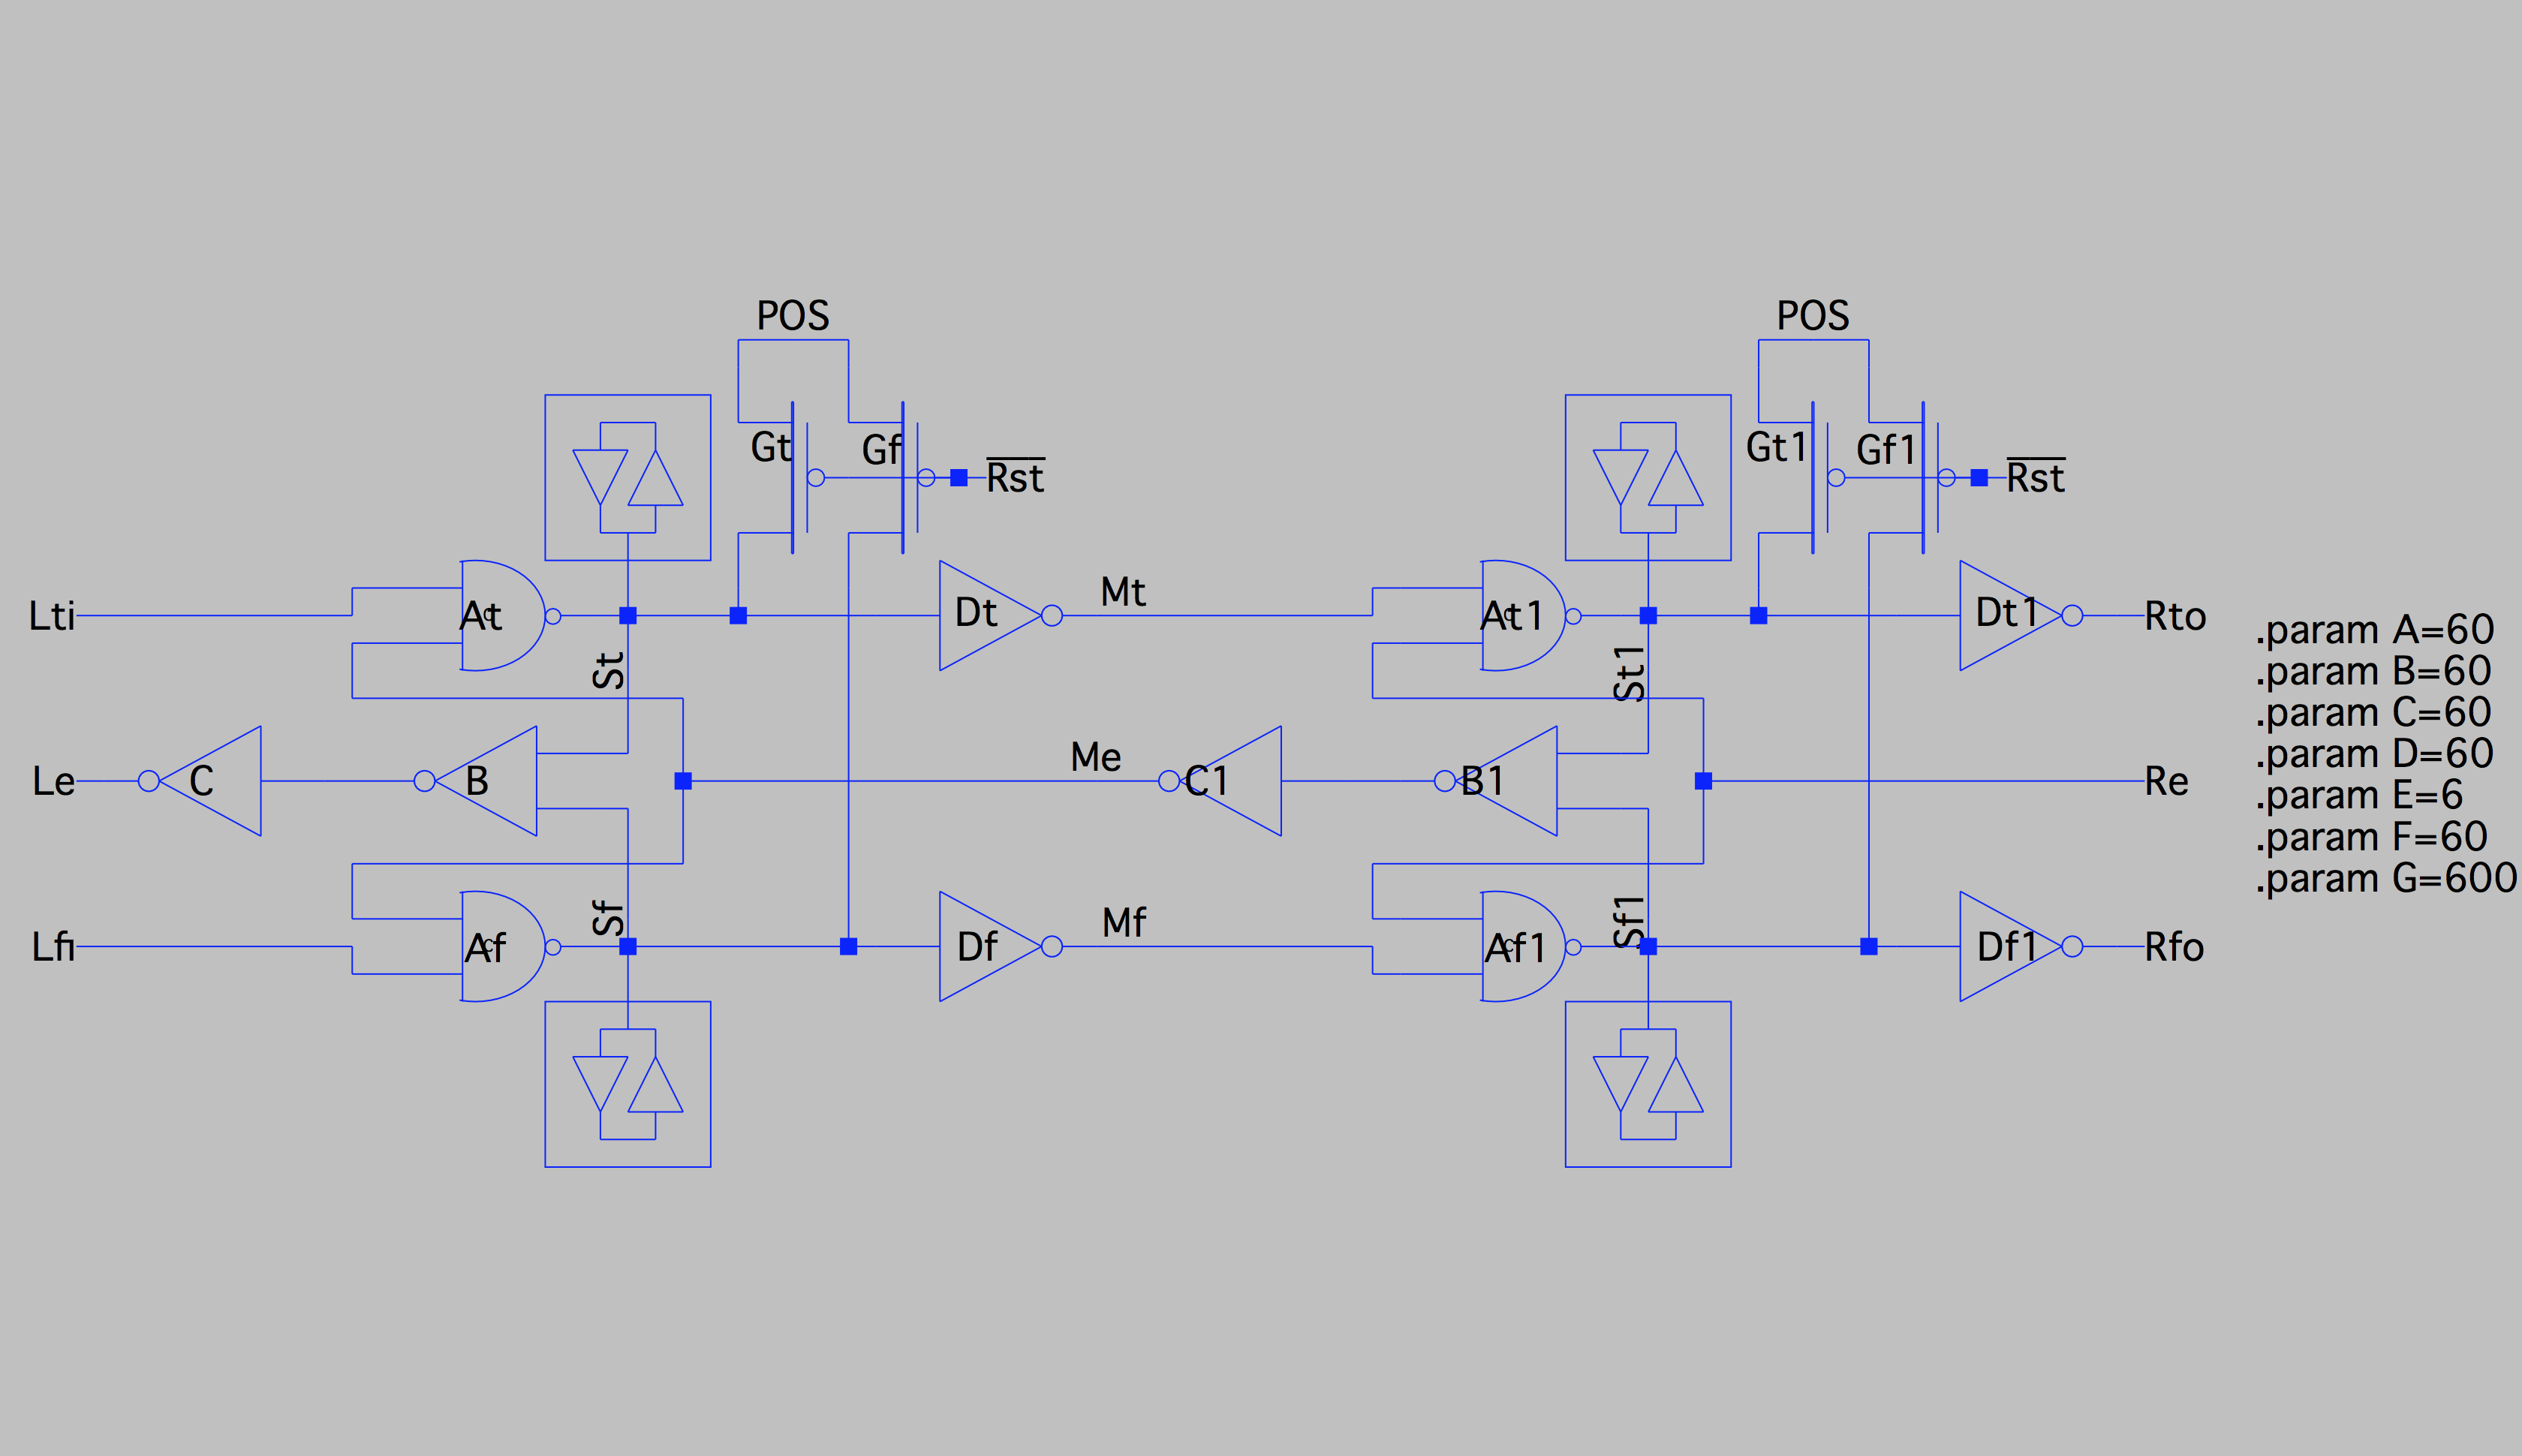 POS
POS
Gt
Gf
Rst
Gt1
Gf1
Rst
Lti
At
c
Dt
Mt
At1
c
Dt1
Rto
St
St1
Le
C
B
Me
C1
B1
Re
Sf
Sf1
Lfi
Af
c
Df
Mf
Af1
c
Df1
Rfo
.param A=60
.param B=60
.param C=60
.param D=60
.param E=6
.param F=60
.param G=600